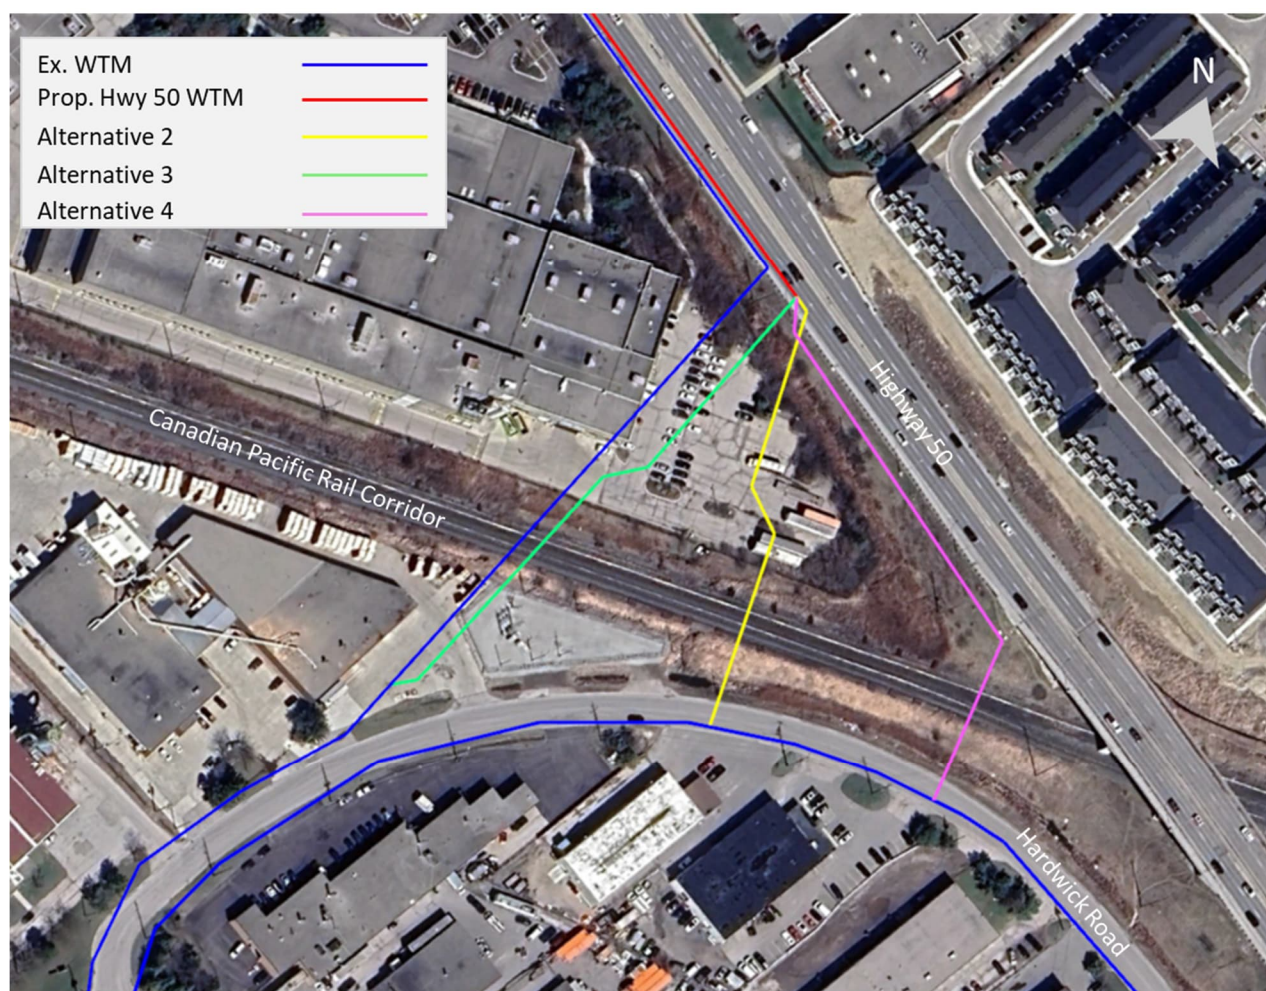 Ex. WTM
Prop. Hwy 50 WTM
Alternative 2
Alternative 3
Alternative 4
N
Highway 50
Canadian Pacific Rail Corridor
Hardwick Road